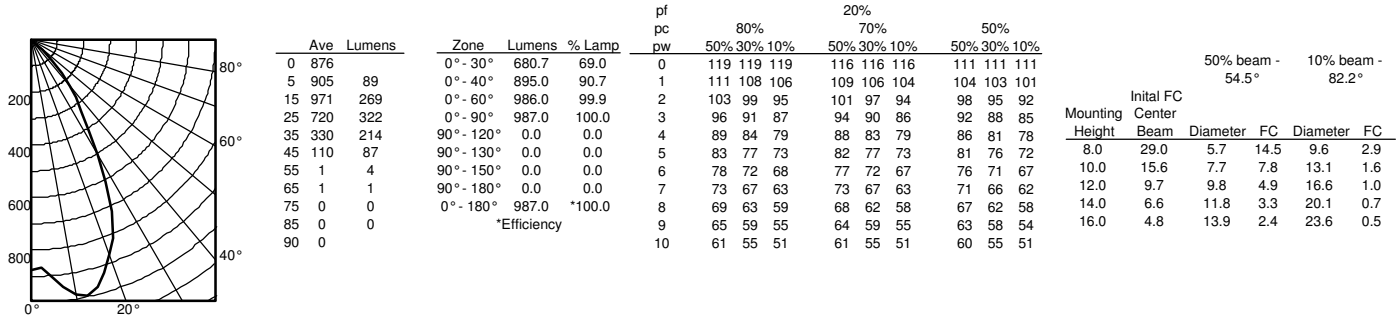 200
400
600
800
0°
20°
40°
60°
80°
Ave Lumens
0 876
5 905 89
15 971 269
25 720 322
35 330 214
45 110 87
55 1 4
65 1 1
75 0 0
85 0 0
90 0
Zone Lumens % Lamp
0° - 30° 680.7 69.0
0° - 40° 895.0 90.7
0° - 60° 986.0 99.9
0° - 90° 987.0 100.0
90° - 120° 0.0 0.0
90° - 130° 0.0 0.0
90° - 150° 0.0 0.0
90° - 180° 0.0 0.0
0° - 180° 987.0 *100.0
*Efficiency
pf 20%
pc 80% 70% 50%
pw 50% 30% 10% 50% 30% 10% 50% 30% 10%
0 119 119 119 116 116 116 111 111 111
1 111 108 106 109 106 104 104 103 101
2 103 99 95 101 97 94 98 95 92
3 96 91 87 94 90 86 92 88 85
4 89 84 79 88 83 79 86 81 78
5 83 77 73 82 77 73 81 76 72
6 78 72 68 77 72 67 76 71 67
7 73 67 63 73 67 63 71 66 62
8 69 63 59 68 62 58 67 62 58
9 65 59 55 64 59 55 63 58 54
10 61 55 51 61 55 51 60 55 51
50% beam - 10% beam -
54.5° 82.2°
Inital FC
Mounting Center
Height Beam Diameter FC Diameter FC
8.0 29.0 5.7 14.5 9.6 2.9
10.0 15.6 7.7 7.8 13.1 1.6
12.0 9.7 9.8 4.9 16.6 1.0
14.0 6.6 11.8 3.3 20.1 0.7
16.0 4.8 13.9 2.4 23.6 0.5